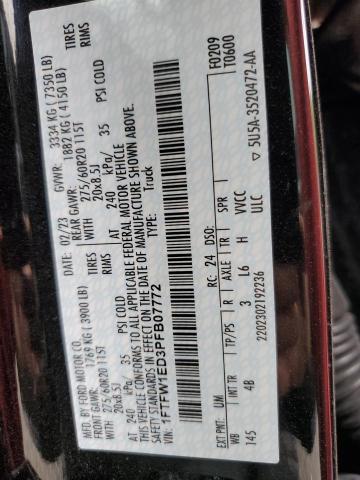 MFD. BY FORD MOTOR CO.
DATE: 02/23 GVWR: 3334 KG ( 7350 LB)
FRONT GAWR: 1769 KG ( 3900 LB) REAR GAWR: 1882 KG ( 4150 LB)
WITH 275/60R20 115T TIRES WITH 275/60R20 115T TIRES
20x8.5J RIMS 20x8.5J RIMS
AT 240 kPa/ 35 PSI COLD AT 240 kPa/ 35 PSI COLD
THIS VEHICLE CONFORMS TO ALL APPLICABLE FEDERAL MOTOR VEHICLE
SAFETY STANDARDS IN EFFECT ON THE DATE OF MANUFACTURE SHOWN ABOVE.
VIN: 1FTFW1ED3PFB07772 TYPE: Truck
F0209
T0600
EXT PNT: UM RC: 24 DSO:
WB INT TR TP/PS R AXLE TR SPR
145 4B 3 L6 H VVCC
ULC
2202302192236
5U5A-3520472-AA